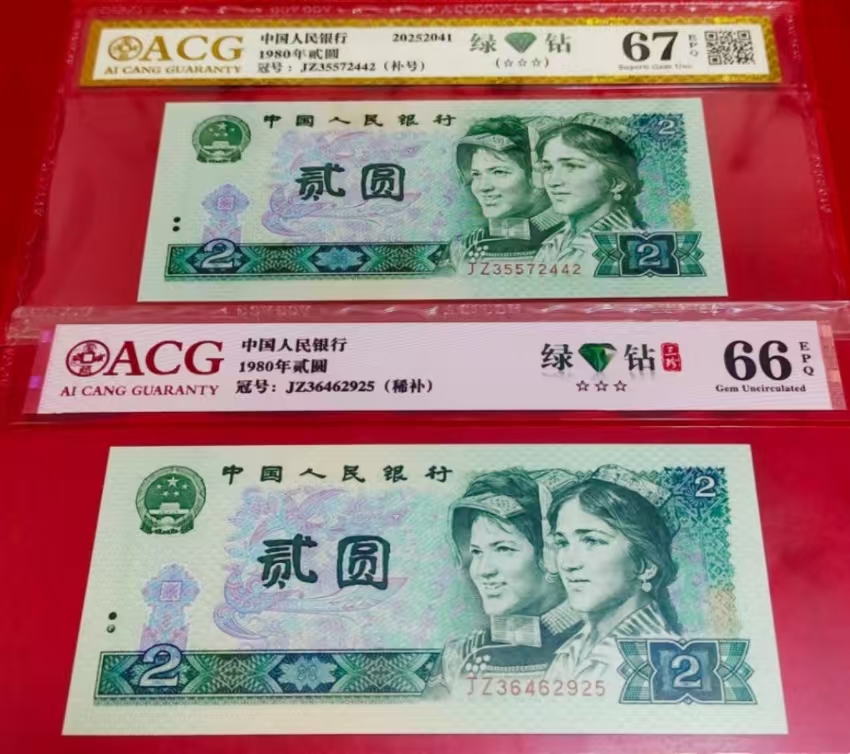 ACG
AI CANG GUARANTY
中国人民银行 20252041
1980年贰圆
冠号：JZ35572442（补号）
绿 钻
(☆☆☆)
67 EPQ
Superb Gem Unc
中国人民银行
贰圆
2
2
2
JZ35572442
ACG
AI CANG GUARANTY
中国人民银行
1980年贰圆
冠号：JZ36462925（稀补）
绿 钻
☆☆☆
66 EPQ
Gem Uncirculated
中国人民银行
贰圆
2
2
2
JZ36462925